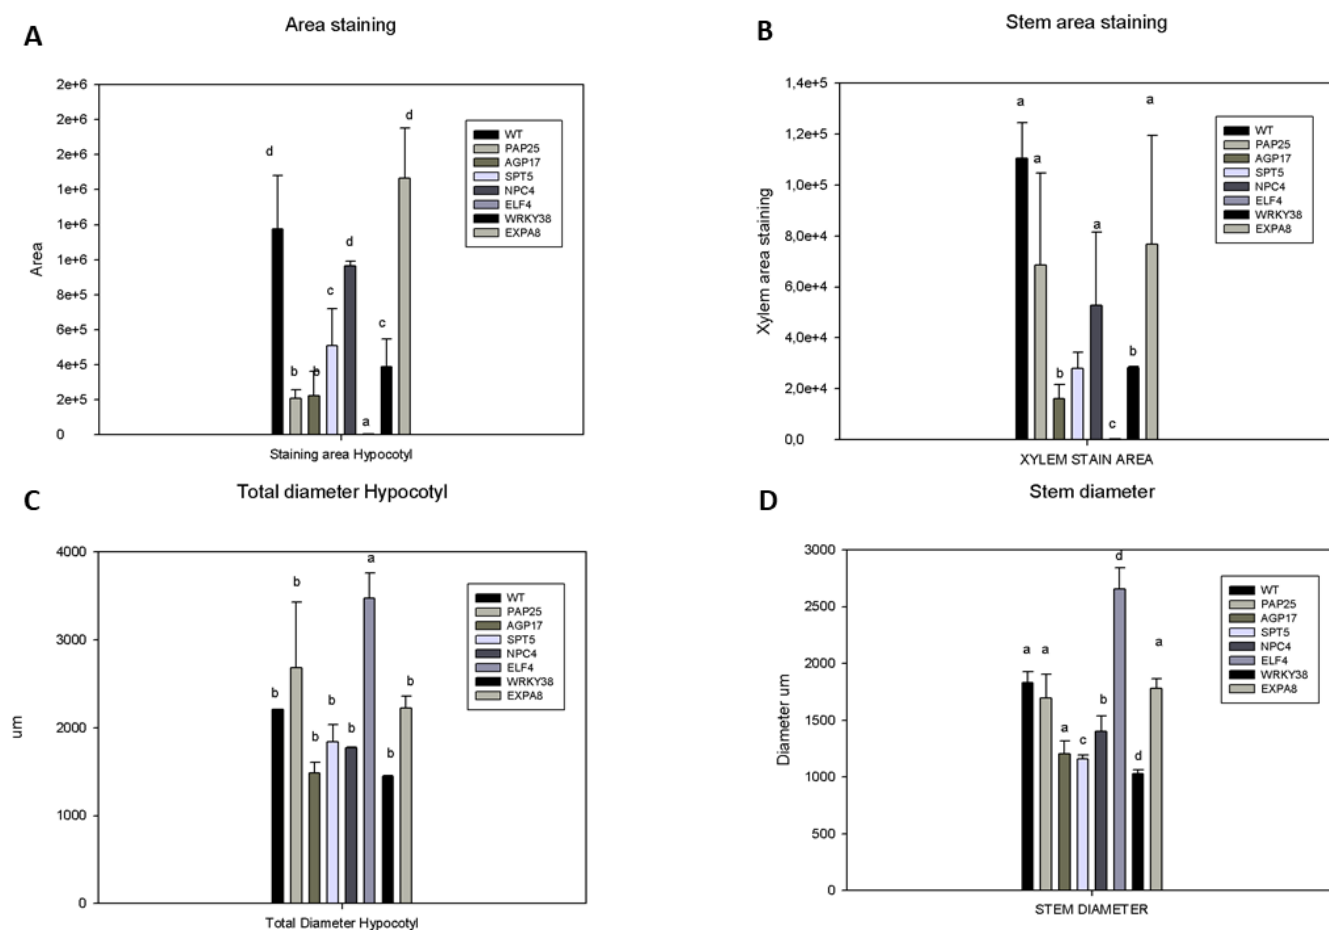 A
Area staining
2e+6
2e+6
2e+6
1e+6
1e+6
1e+6
8e+5
6e+5
4e+5
2e+5
0
Area
d
b
b
c
d
a
c
d
WT
PAP25
AGP17
SPT5
NPC4
ELF4
WRKY38
EXPA8
Staining area Hypocotyl
B
Stem area staining
1,4e+5
1,2e+5
1,0e+5
8,0e+4
6,0e+4
4,0e+4
2,0e+4
0,0
Xylem area staining
a
a
b
a
c
b
a
WT
PAP25
AGP17
SPT5
NPC4
ELF4
WRKY38
EXPA8
XYLEM STAIN AREA
C
Total diameter Hypocotyl
4000
3000
2000
1000
0
um
b
b
b
b
b
a
b
b
WT
PAP25
AGP17
SPT5
NPC4
ELF4
WRKY38
EXPA8
Total Diameter Hypocotyl
D
Stem diameter
3000
2500
2000
1500
1000
500
0
Diameter um
a
a
a
c
b
d
d
a
WT
PAP25
AGP17
SPT5
NPC4
ELF4
WRKY38
EXPA8
STEM DIAMETER